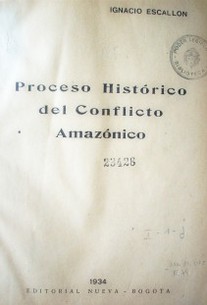 IGNACIO ESCALLON
Proceso Histórico
del Conflicto
Amazónico
23426
1934
EDITORIAL NUEVA - BOGOTA